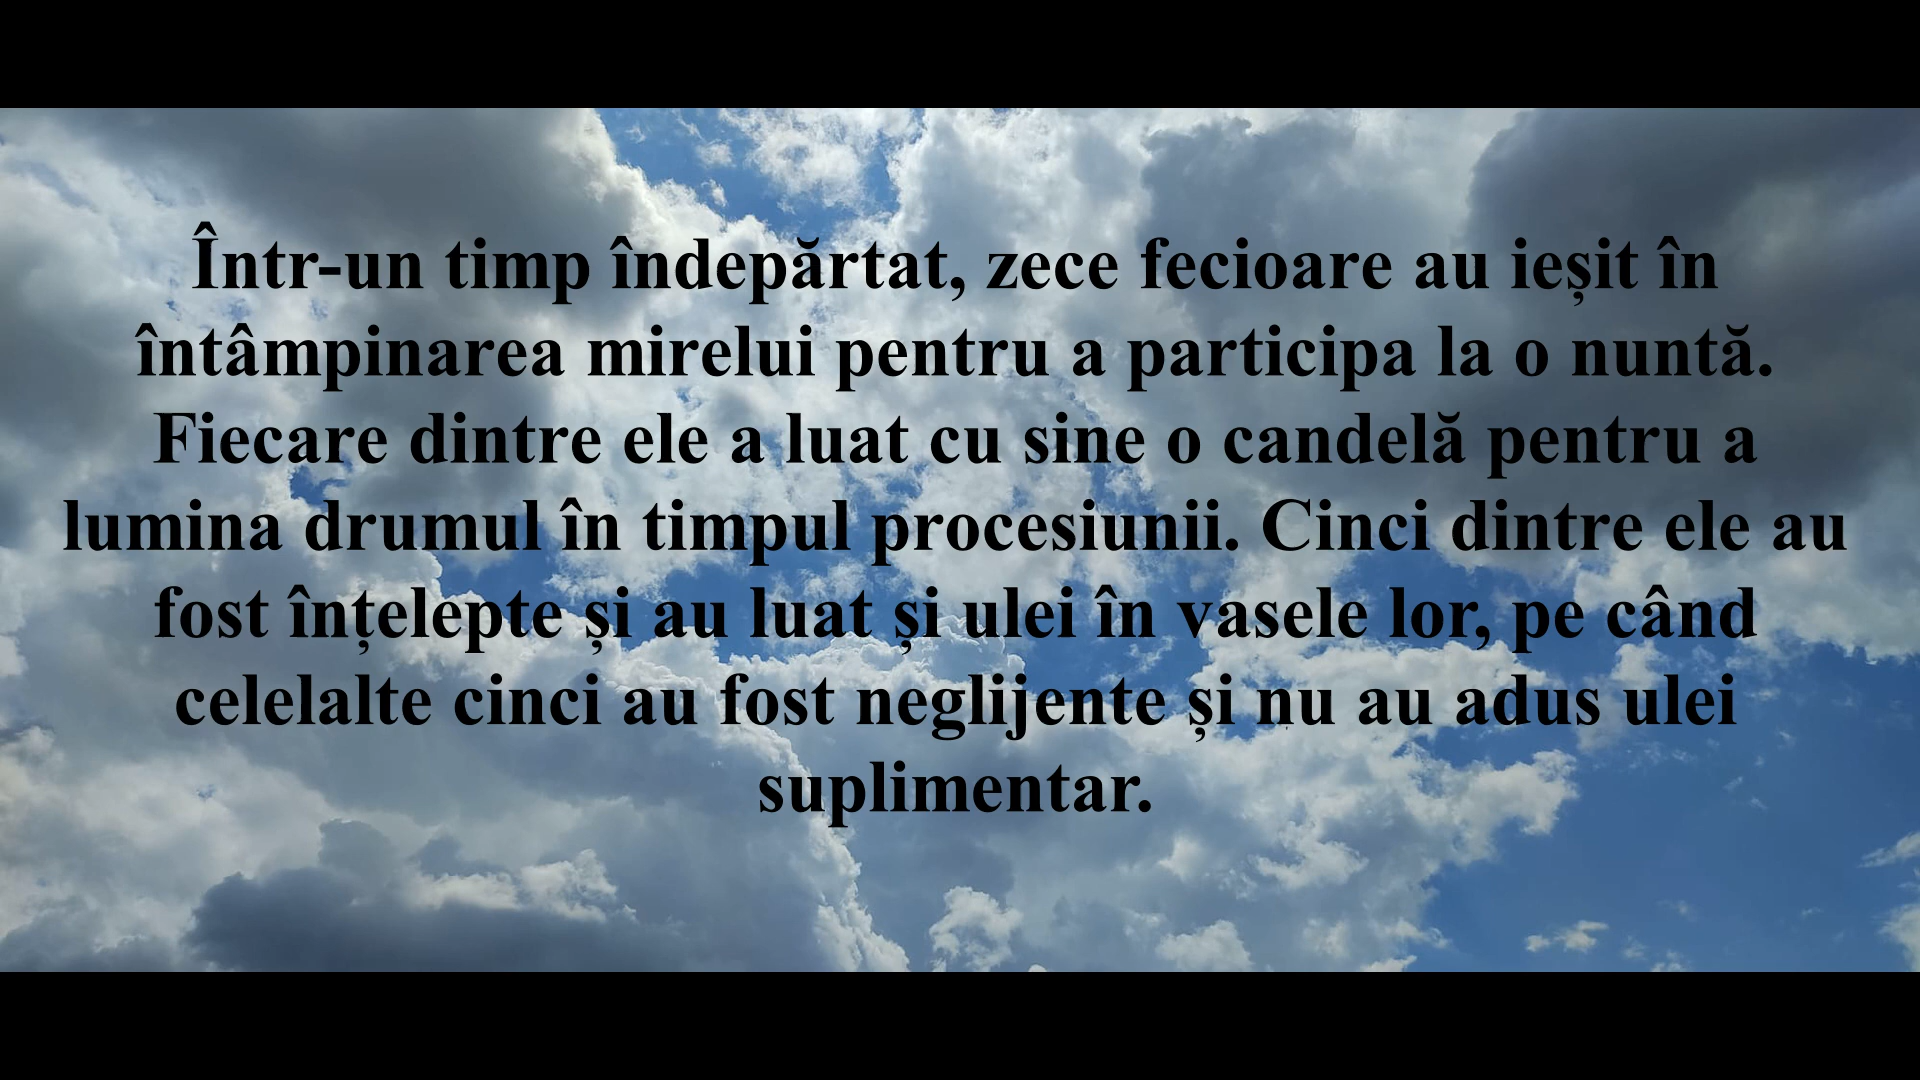 Într-un timp îndepărtat, zece fecioare au ieșit în
întâmpinarea mirelui pentru a participa la o nuntă.
Fiecare dintre ele a luat cu sine o candelă pentru a
lumina drumul în timpul procesiunii. Cinci dintre ele au
fost înțelepte și au luat și ulei în vasele lor, pe când
celelalte cinci au fost neglijente și nu au adus ulei
suplimentar.